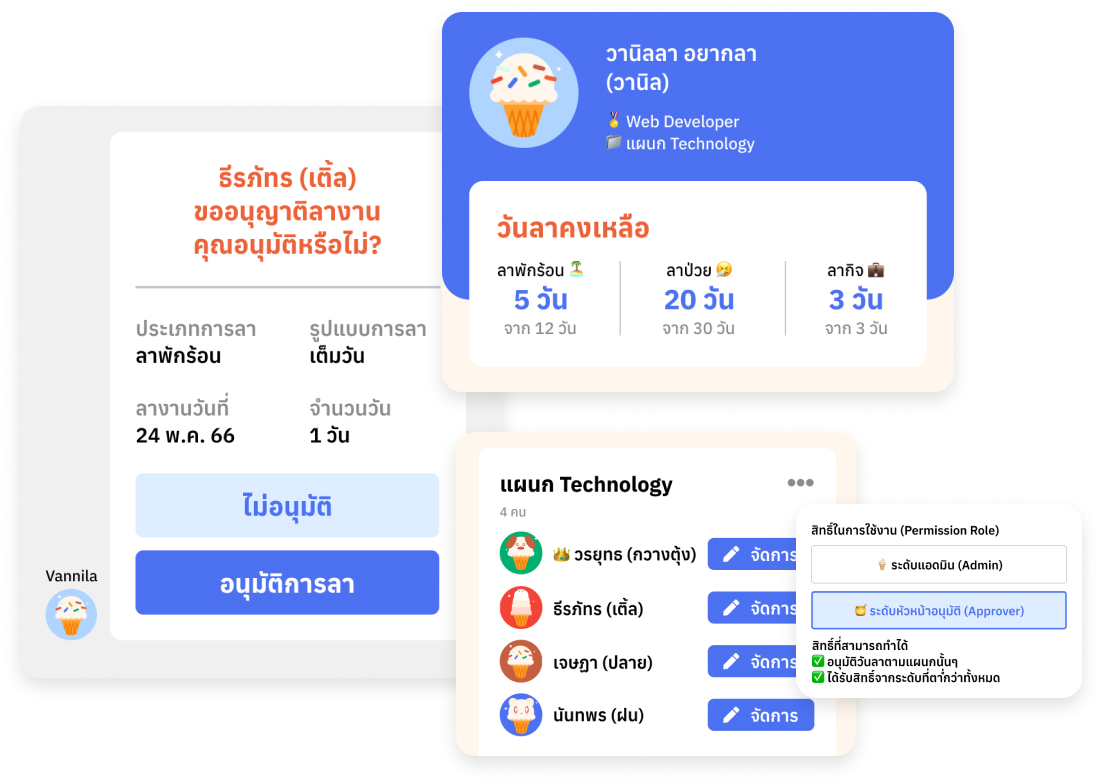 วานิลลา อยากลา
(วานิล)
🏅 Web Developer
📁 แผนก Technology
วันลาคงเหลือ
ลาพักร้อน 🏝️
5 วัน
จาก 12 วัน
ลาป่วย 🤧
20 วัน
จาก 30 วัน
ลากิจ 💼
3 วัน
จาก 3 วัน
ธีรภัทร (เติ้ล)
ขออนุญาติลางาน
คุณอนุมัติหรือไม่?
ประเภทการลา
ลาพักร้อน
รูปแบบการลา
เต็มวัน
ลางานวันที่
24 พ.ค. 66
จำนวนวัน
1 วัน
ไม่อนุมัติ
อนุมัติการลา
Vannila
แผนก Technology
4 คน
👑 วรยุทธ (กวางตุ้ง)
จัดการ
ธีรภัทร (เติ้ล)
จัดการ
เจษฏา (ปลาย)
จัดการ
นันทพร (ฝน)
จัดการ
สิทธิ์ในการใช้งาน (Permission Role)
🍦 ระดับแอดมิน (Admin)
🍯 ระดับหัวหน้าอนุมัติ (Approver)
สิทธิ์ที่สามารถทำได้
✅ อนุมัติวันลาตามแผนกนั้นๆ
✅ ได้รับสิทธิ์จากระดับที่ต่ำกว่าทั้งหมด